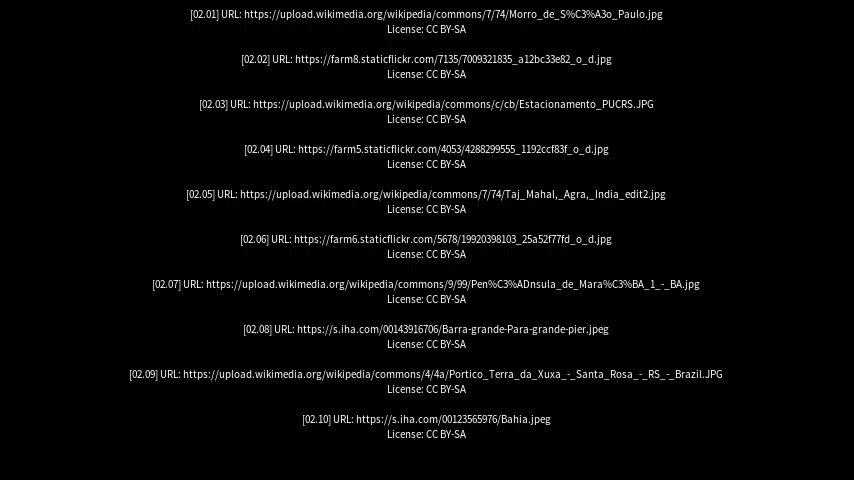 [02.01] URL: https://upload.wikimedia.org/wikipedia/commons/7/74/Morro_de_S%C3%A3o_Paulo.jpg
License: CC BY-SA
[02.02] URL: https://farm8.staticflickr.com/7135/7009321835_a12bc33e82_o_d.jpg
License: CC BY-SA
[02.03] URL: https://upload.wikimedia.org/wikipedia/commons/c/cb/Estacionamento_PUCRS.JPG
License: CC BY-SA
[02.04] URL: https://farm5.staticflickr.com/4053/4288299555_1192ccf83f_o_d.jpg
License: CC BY-SA
[02.05] URL: https://upload.wikimedia.org/wikipedia/commons/7/74/Taj_Mahal,_Agra,_India_edit2.jpg
License: CC BY-SA
[02.06] URL: https://farm6.staticflickr.com/5678/19920398103_25a52f77fd_o_d.jpg
License: CC BY-SA
[02.07] URL: https://upload.wikimedia.org/wikipedia/commons/9/99/Pen%C3%ADnsula_de_Mara%C3%BA_1_-_BA.jpg
License: CC BY-SA
[02.08] URL: https://s.iha.com/00143916706/Barra-grande-Para-grande-pier.jpeg
License: CC BY-SA
[02.09] URL: https://upload.wikimedia.org/wikipedia/commons/4/4a/Portico_Terra_da_Xuxa_-_Santa_Rosa_-_RS_-_Brazil.JPG
License: CC BY-SA
[02.10] URL: https://s.iha.com/00123565976/Bahia.jpeg
License: CC BY-SA